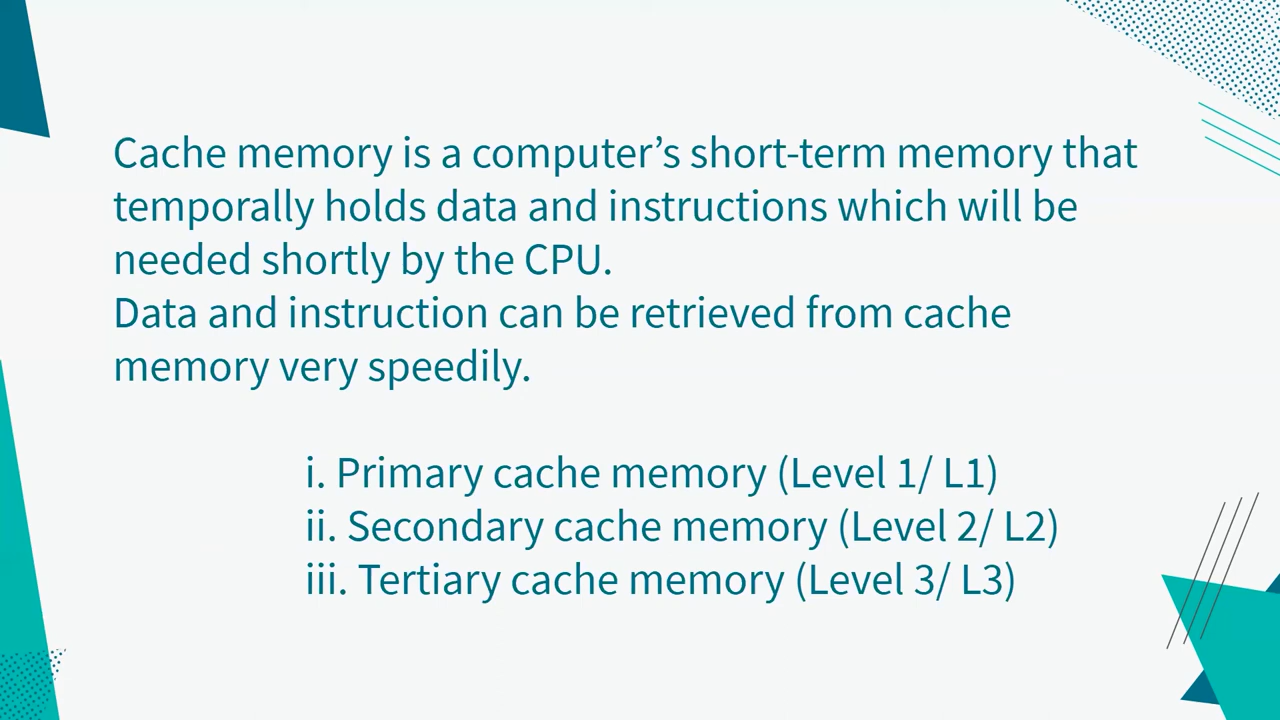 Cache memory is a computer’s short-term memory that
temporally holds data and instructions which will be
needed shortly by the CPU.
Data and instruction can be retrieved from cache
memory very speedily.
i. Primary cache memory (Level 1/ L1)
ii. Secondary cache memory (Level 2/ L2)
iii. Tertiary cache memory (Level 3/ L3)